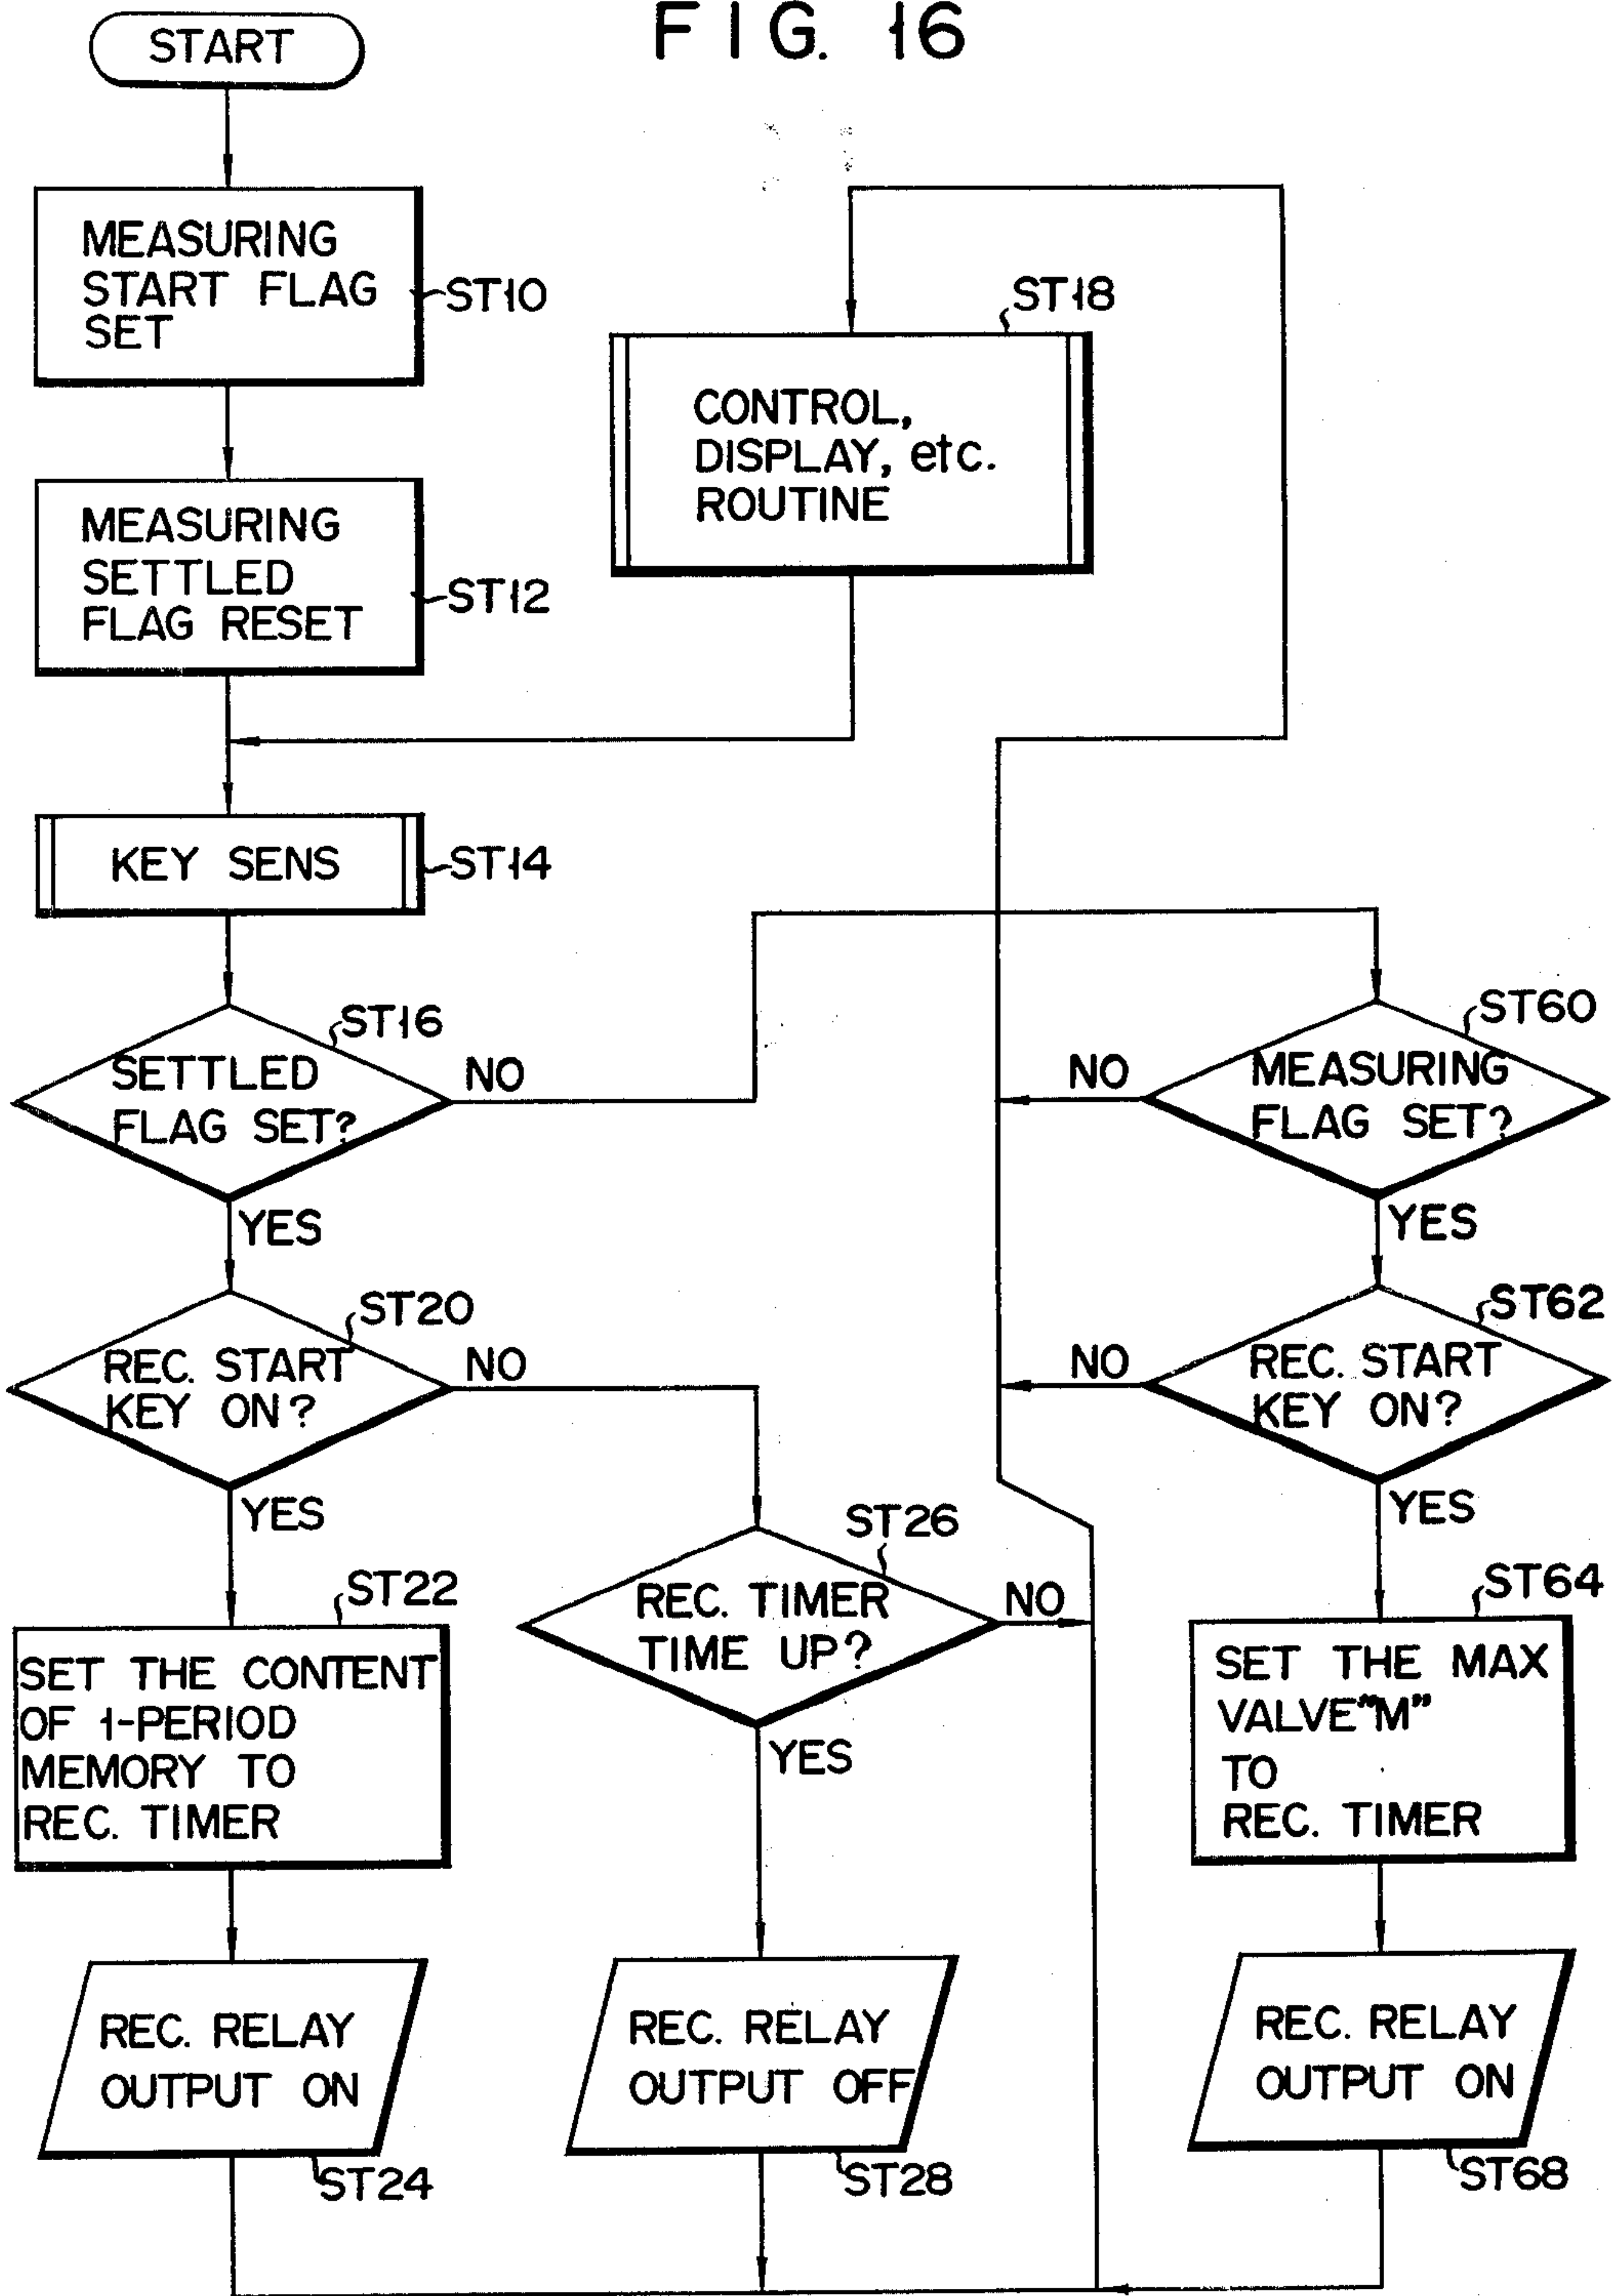 FIG. 16
START
MEASURING
START FLAG
SET
ST10
MEASURING
SETTLED
FLAG RESET
ST12
CONTROL,
DISPLAY, etc.
ROUTINE
ST18
KEY SENS
ST14
SETTLED
FLAG SET?
ST16
NO
YES
MEASURING
FLAG SET?
ST60
NO
YES
REC. START
KEY ON?
ST20
NO
YES
REC. START
KEY ON?
ST62
NO
YES
REC. TIMER
TIME UP?
ST26
NO
YES
SET THE CONTENT
OF 1-PERIOD
MEMORY TO
REC. TIMER
ST22
SET THE MAX
VALVE"M"
TO
REC. TIMER
ST64
REC. RELAY
OUTPUT ON
ST24
REC. RELAY
OUTPUT OFF
ST28
REC. RELAY
OUTPUT ON
ST68